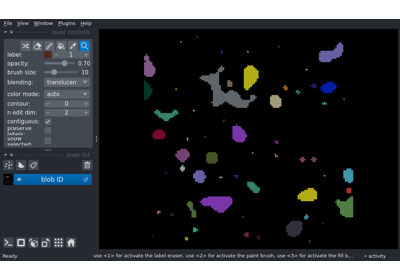 File View Window Plugins Help
layer controls
label: 1
opacity: 0.70
brush size: 10
blending: translucen
color mode: auto
contour: 0
n edit dim: 2
contiguous:
preserve labels:
show selected:
layer list
blob ID
Ready use <1> for activate the label eraser, use <2> for activate the paint brush, use <3> for activate the fill b... activity